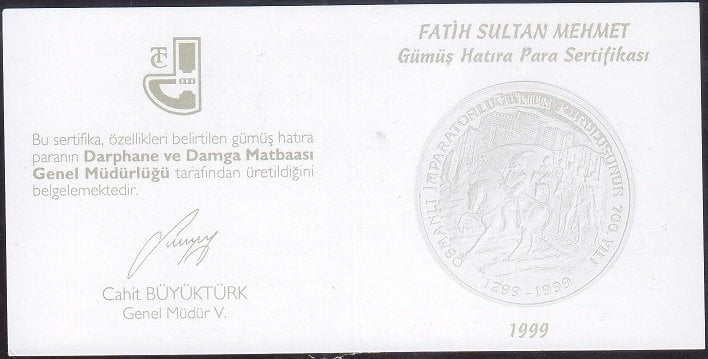 TC
Bu sertifika, özellikleri belirtilen gümüş hatıra
paranın Darphane ve Damga Matbaası
Genel Müdürlüğü tarafından üretildiğini
belgelemektedir.
Cahit BÜYÜKTÜRK
Genel Müdür V.
FATİH SULTAN MEHMET
Gümüş Hatıra Para Sertifikası
OSMANLI İMPARATORLUĞUNUN KURULUŞUNUN 700. YILI
1299-1999
1999